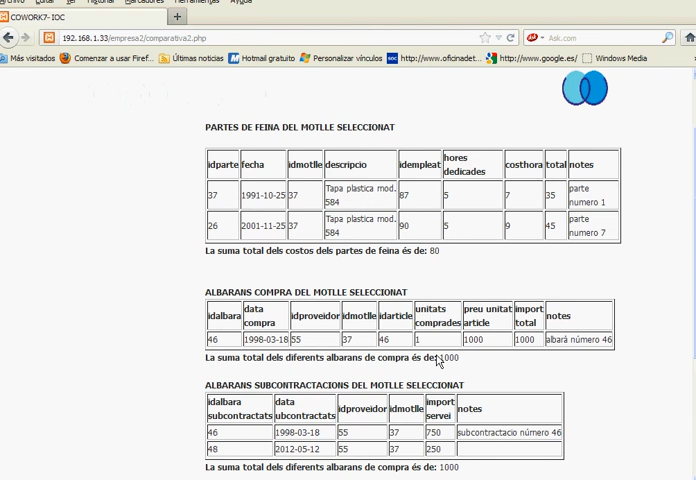 Editar Historial Marcadores Herramientas Ayuda
COWORK7- IOC
192.168.1.33/empresa2/comparativa2.php
Ask.com
Más visitados Comenzar a usar Firef... Últimas noticias Hotmail gratuito Personalizar vínculos http://www.oficinadet... http://www.google.es/ Windows Media
PARTES DE FEINA DEL MOTLLE SELECCIONAT
idparte fecha idmotlle descripcio idempleat hores dedicades costhora total notes
37 1991-10-25 37 Tapa plastica mod. 584 87 5 7 35 parte numero 1
26 2001-11-25 37 Tapa plastica mod. 584 90 5 9 45 parte numero 7
La suma total dels costos dels partes de feina és de: 80
ALBARANS COMPRA DEL MOTLLE SELECCIONAT
idalbara data compra idproveidor idmotlle idarticle unitats comprades preu unitat article import total notes
46 1998-03-18 55 37 46 1 1000 1000 albará número 46
La suma total dels diferents albarans de compra és de: 1000
ALBARANS SUBCONTRACTACIONS DEL MOTLLE SELECCIONAT
idalbara subcontractats data ubcontractats idproveidor idmotlle import servei notes
46 1998-03-18 55 37 750 subcontractacio número 46
48 2012-05-12 55 37 250
La suma total dels diferents albarans de compra és de: 1000